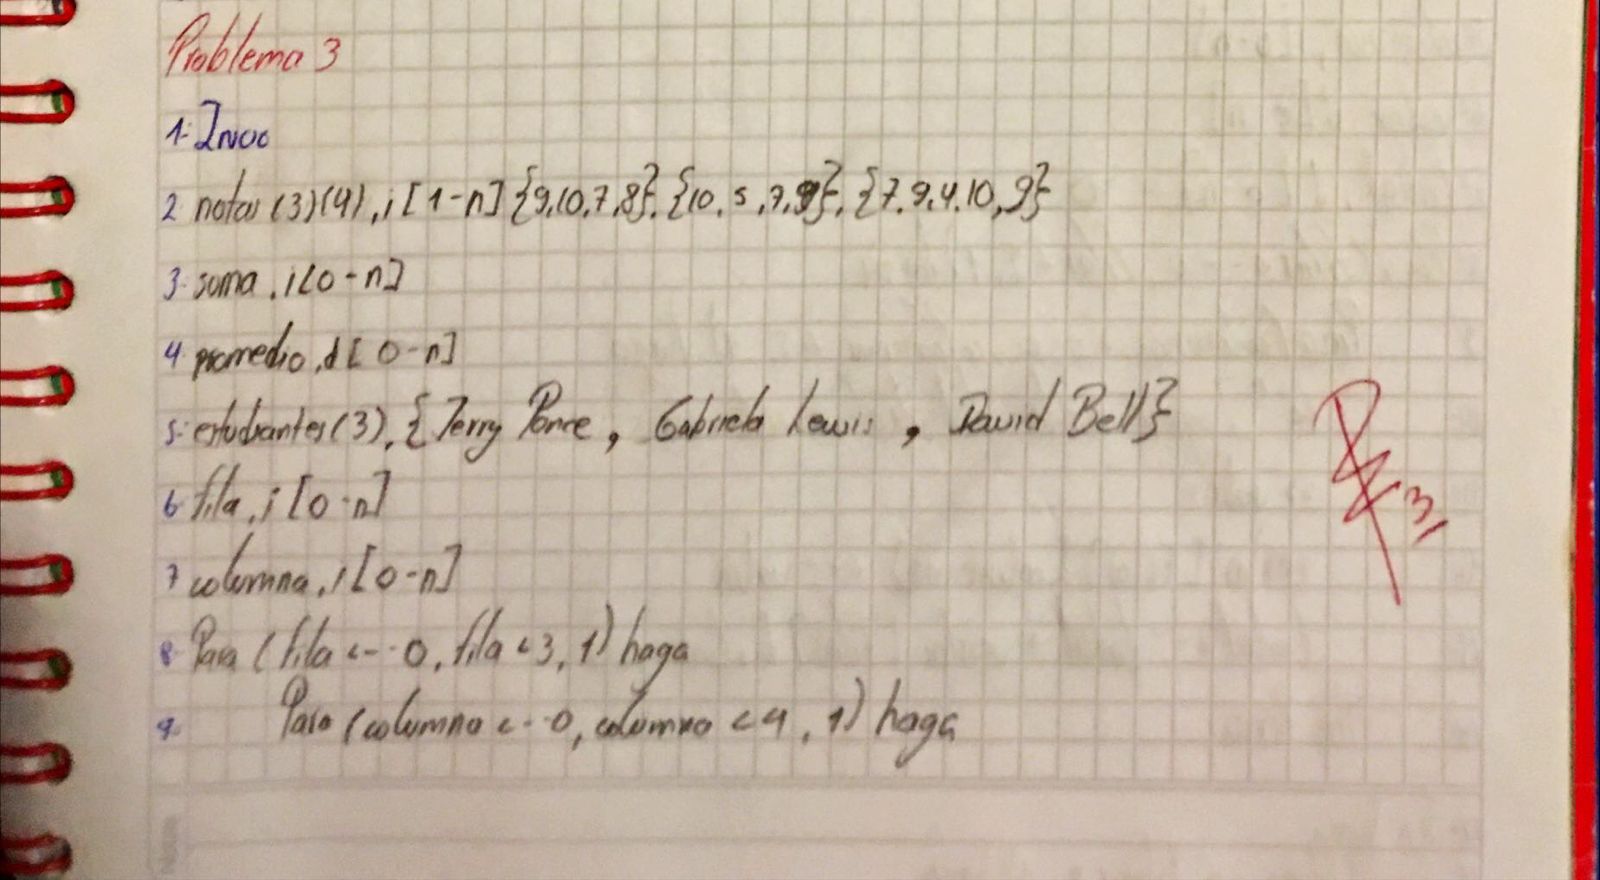 Problema 3
1. Inicio
2 notas (3)(4), i [1-n] {9,10,7,8}, {10,5,7,9}, {7,9,4,10,9}
3. suma, i [0-n]
4 promedio, d [0-n]
5. estudiantes (3), {Jerry Ponce, Gabriela Lewis, David Bell}
6. fila, i [0-n]
7 columna, i [0-n]
8. Para (fila <-- 0, fila < 3, 1) haga
9. Para (columna <-- 0, columna < 4, 1) haga